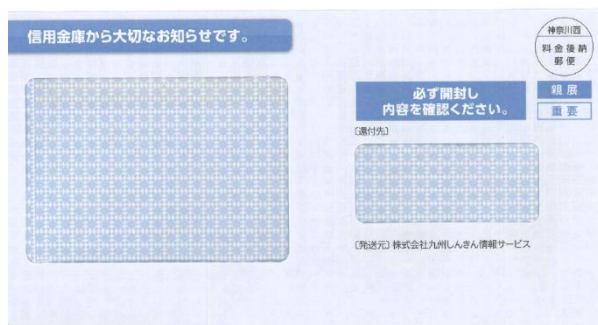 信用金庫から大切なお知らせです。
神奈川西
料金後納
郵便
必ず開封し
内容を確認ください。
親展
重要
〔還付先〕
〔発送元〕株式会社九州しんきん情報サービス